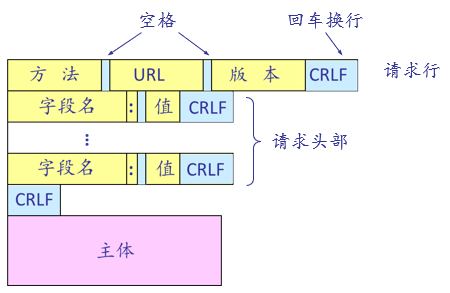 空格 回车换行
方法 URL 版本 CRLF 请求行
字段名 : 值 CRLF
⋮ 请求头部
字段名 : 值 CRLF
CRLF
主体